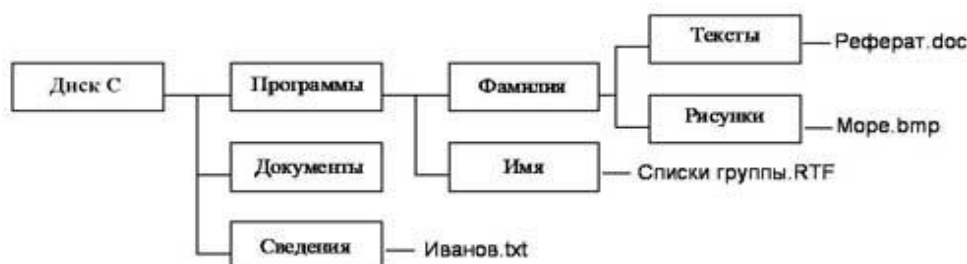 Тексты
Реферат.doc
Диск С
Программы
Фамилия
Рисунки
Море.bmp
Документы
Имя
Списки группы.RTF
Сведения
Иванов.txt